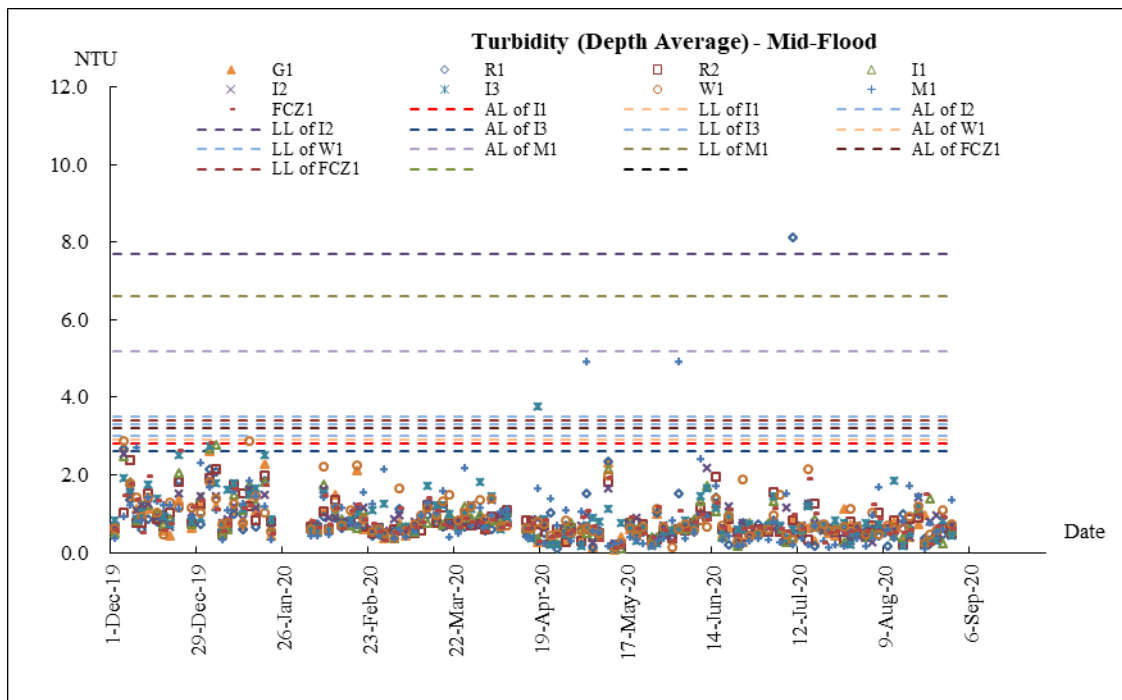 Turbidity (Depth Average) - Mid-Flood
NTU
G1 R1 R2 I1
I2 I3 W1 M1
FCZ1 AL of I1 LL of I1 AL of I2
LL of I2 AL of I3 LL of I3 AL of W1
LL of W1 AL of M1 LL of M1 AL of FCZ1
LL of FCZ1
12.0
10.0
8.0
6.0
4.0
2.0
0.0
Date
1-Dec-19 29-Dec-19 26-Jan-20 23-Feb-20 22-Mar-20 19-Apr-20 17-May-20 14-Jun-20 12-Jul-20 9-Aug-20 6-Sep-20